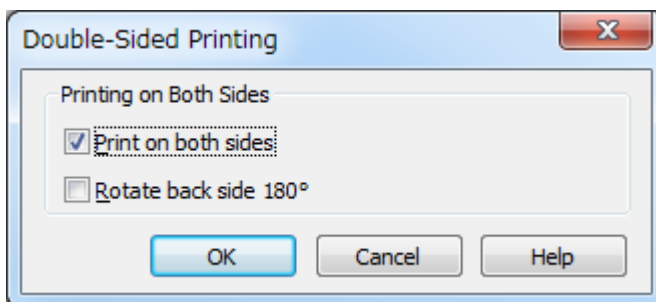 Double-Sided Printing
Printing on Both Sides
Print on both sides
Rotate back side 180°
OK Cancel Help